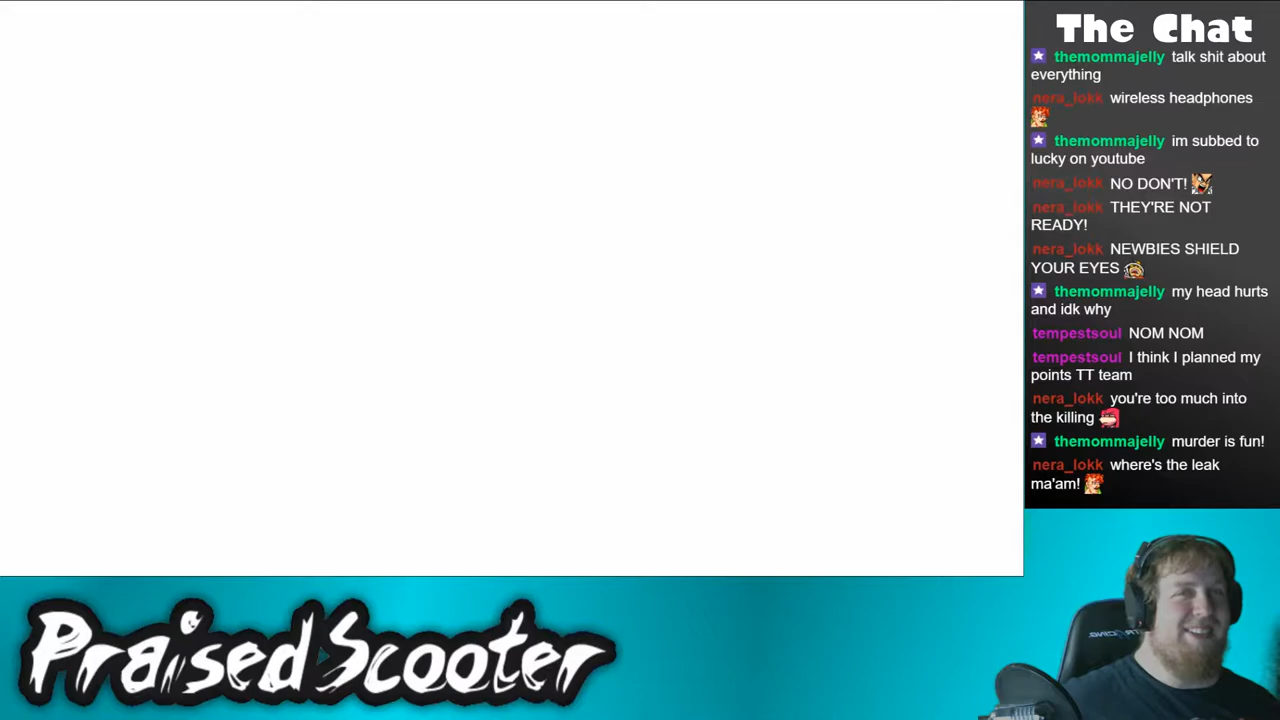 The Chat
themommajelly talk shit about
everything
nera_lokk wireless headphones
themommajelly im subbed to
lucky on youtube
nera_lokk NO DON'T!
nera_lokk THEY'RE NOT
READY!
nera_lokk NEWBIES SHIELD
YOUR EYES
themommajelly my head hurts
and idk why
tempestsoul NOM NOM
tempestsoul I think I planned my
points TT team
nera_lokk you're too much into
the killing
themommajelly murder is fun!
nera_lokk where's the leak
ma'am!
PraisedScooter